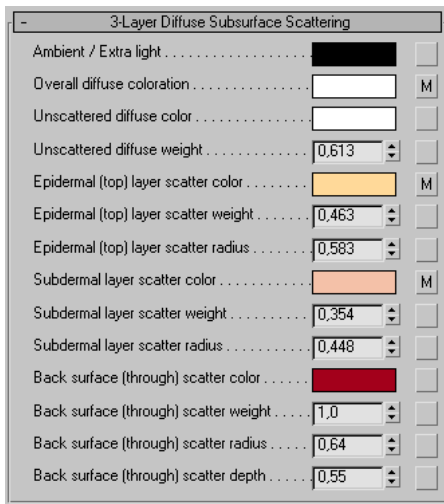 - 3-Layer Diffuse Subsurface Scattering
Ambient / Extra light . . . . . . . . . . . . . . . . . . . .
Overall diffuse coloration . . . . . . . . . . . . . . . . M
Unscattered diffuse color . . . . . . . . . . . . . . . .
Unscattered diffuse weight . . . . . . . . . . . . . . 0,613
Epidermal (top) layer scatter color . . . . . . . . M
Epidermal (top) layer scatter weight . . . . . . . 0,463
Epidermal (top) layer scatter radius . . . . . . . . 0,583
Subdermal layer scatter color . . . . . . . . . . . . M
Subdermal layer scatter weight . . . . . . . . . . . 0,354
Subdermal layer scatter radius . . . . . . . . . . . . 0,448
Back surface (through) scatter color . . . . . .
Back surface (through) scatter weight . . . . . 1,0
Back surface (through) scatter radius . . . . . 0,64
Back surface (through) scatter depth . . . . . 0,55